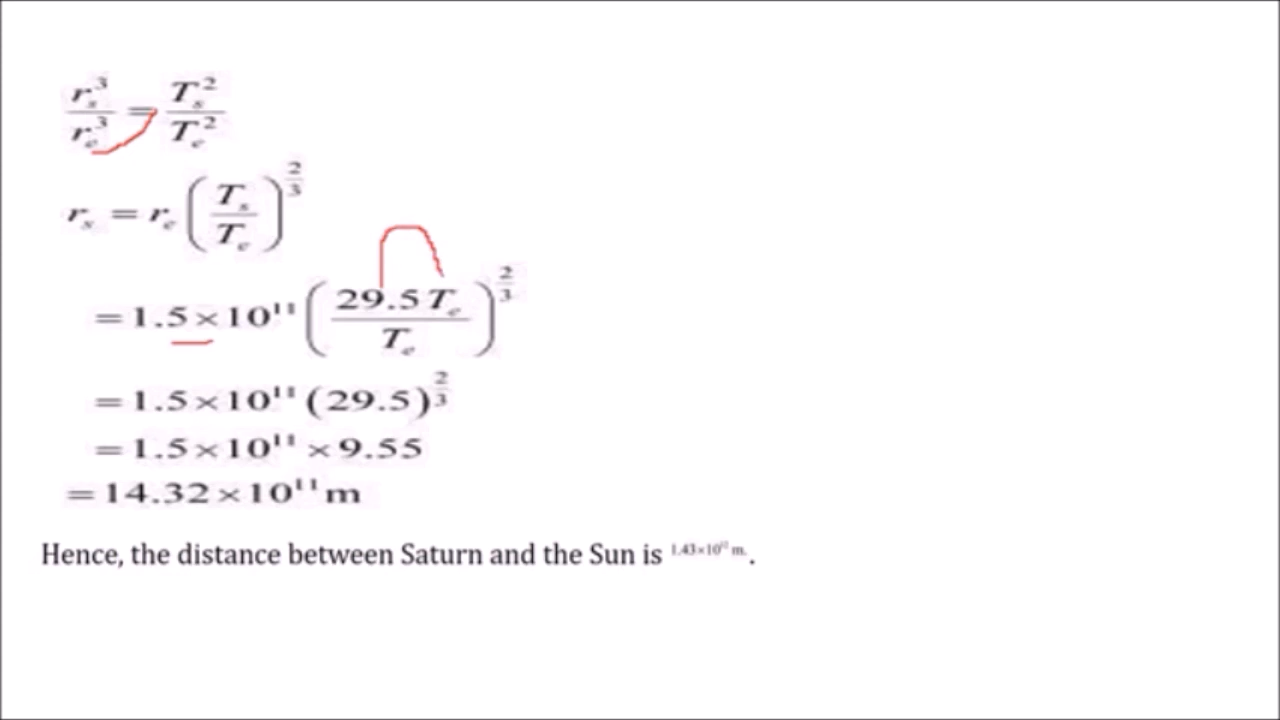 r_s^3 / r_e^3 = T_s^2 / T_e^2
r_s = r_e (T_s / T_e)^(2/3)
= 1.5 × 10^11 (29.5 T_e / T_e)^(2/3)
= 1.5 × 10^11 (29.5)^(2/3)
= 1.5 × 10^11 × 9.55
= 14.32 × 10^11 m
Hence, the distance between Saturn and the Sun is 1.43×10^12 m.